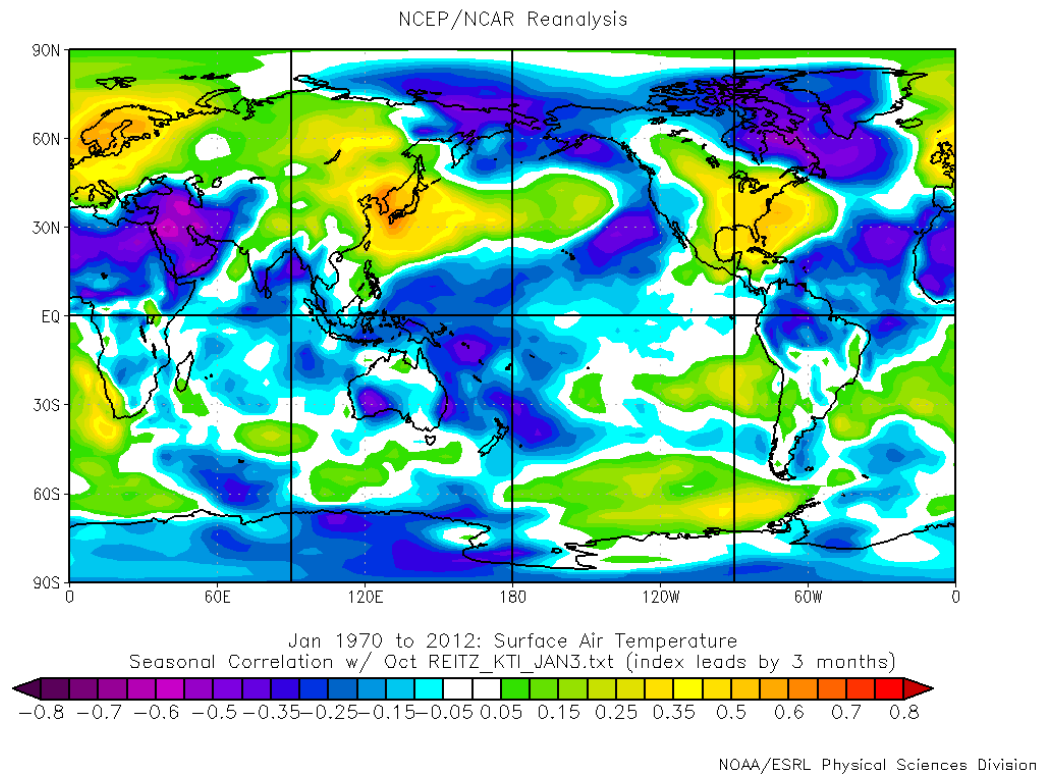 NCEP/NCAR Reanalysis
90N
60N
30N
EQ
30S
60S
90S
0 60E 120E 180 120W 60W 0
Jan 1970 to 2012: Surface Air Temperature
Seasonal Correlation w/ Oct REITZ_KTI_JAN3.txt (index leads by 3 months)
−0.8 −0.7 −0.6 −0.5 −0.35 −0.25 −0.15 −0.05 0.05 0.15 0.25 0.35 0.5 0.6 0.7 0.8
NOAA/ESRL Physical Sciences Division